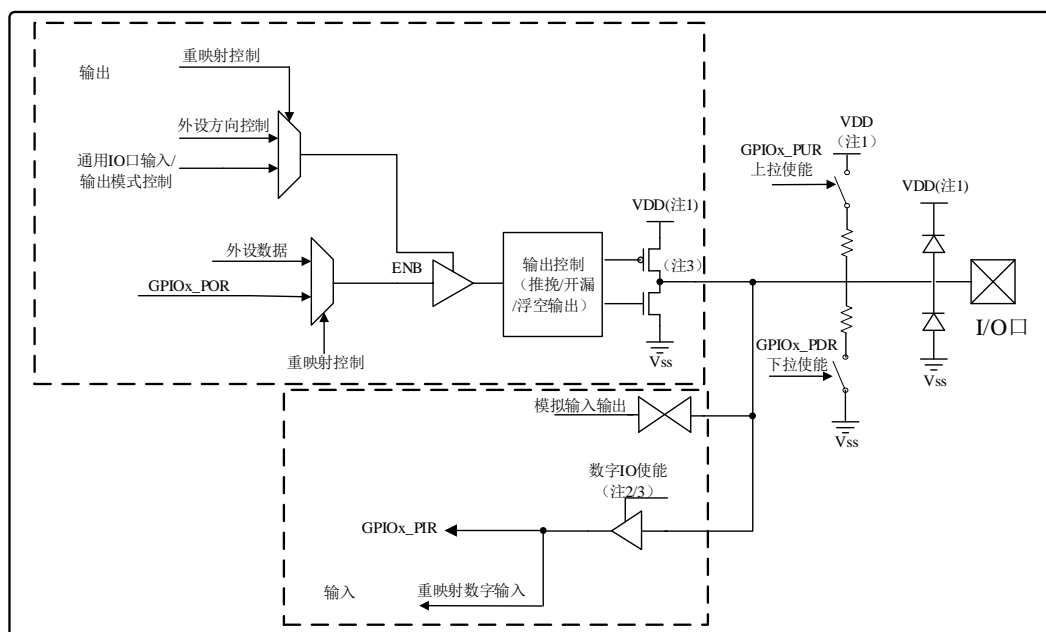 重映射控制
输出
外设方向控制
通用IO口输入/
输出模式控制
外设数据
GPIOx_POR
重映射控制
ENB
输出控制
（推挽/开漏
/浮空输出）
VDD(注1)
（注3）
Vss
GPIOx_PUR
上拉使能
VDD
（注1）
VDD(注1)
I/O口
GPIOx_PDR
下拉使能
Vss
Vss
模拟输入输出
数字IO使能
（注2/3）
GPIOx_PIR
输入
重映射数字输入